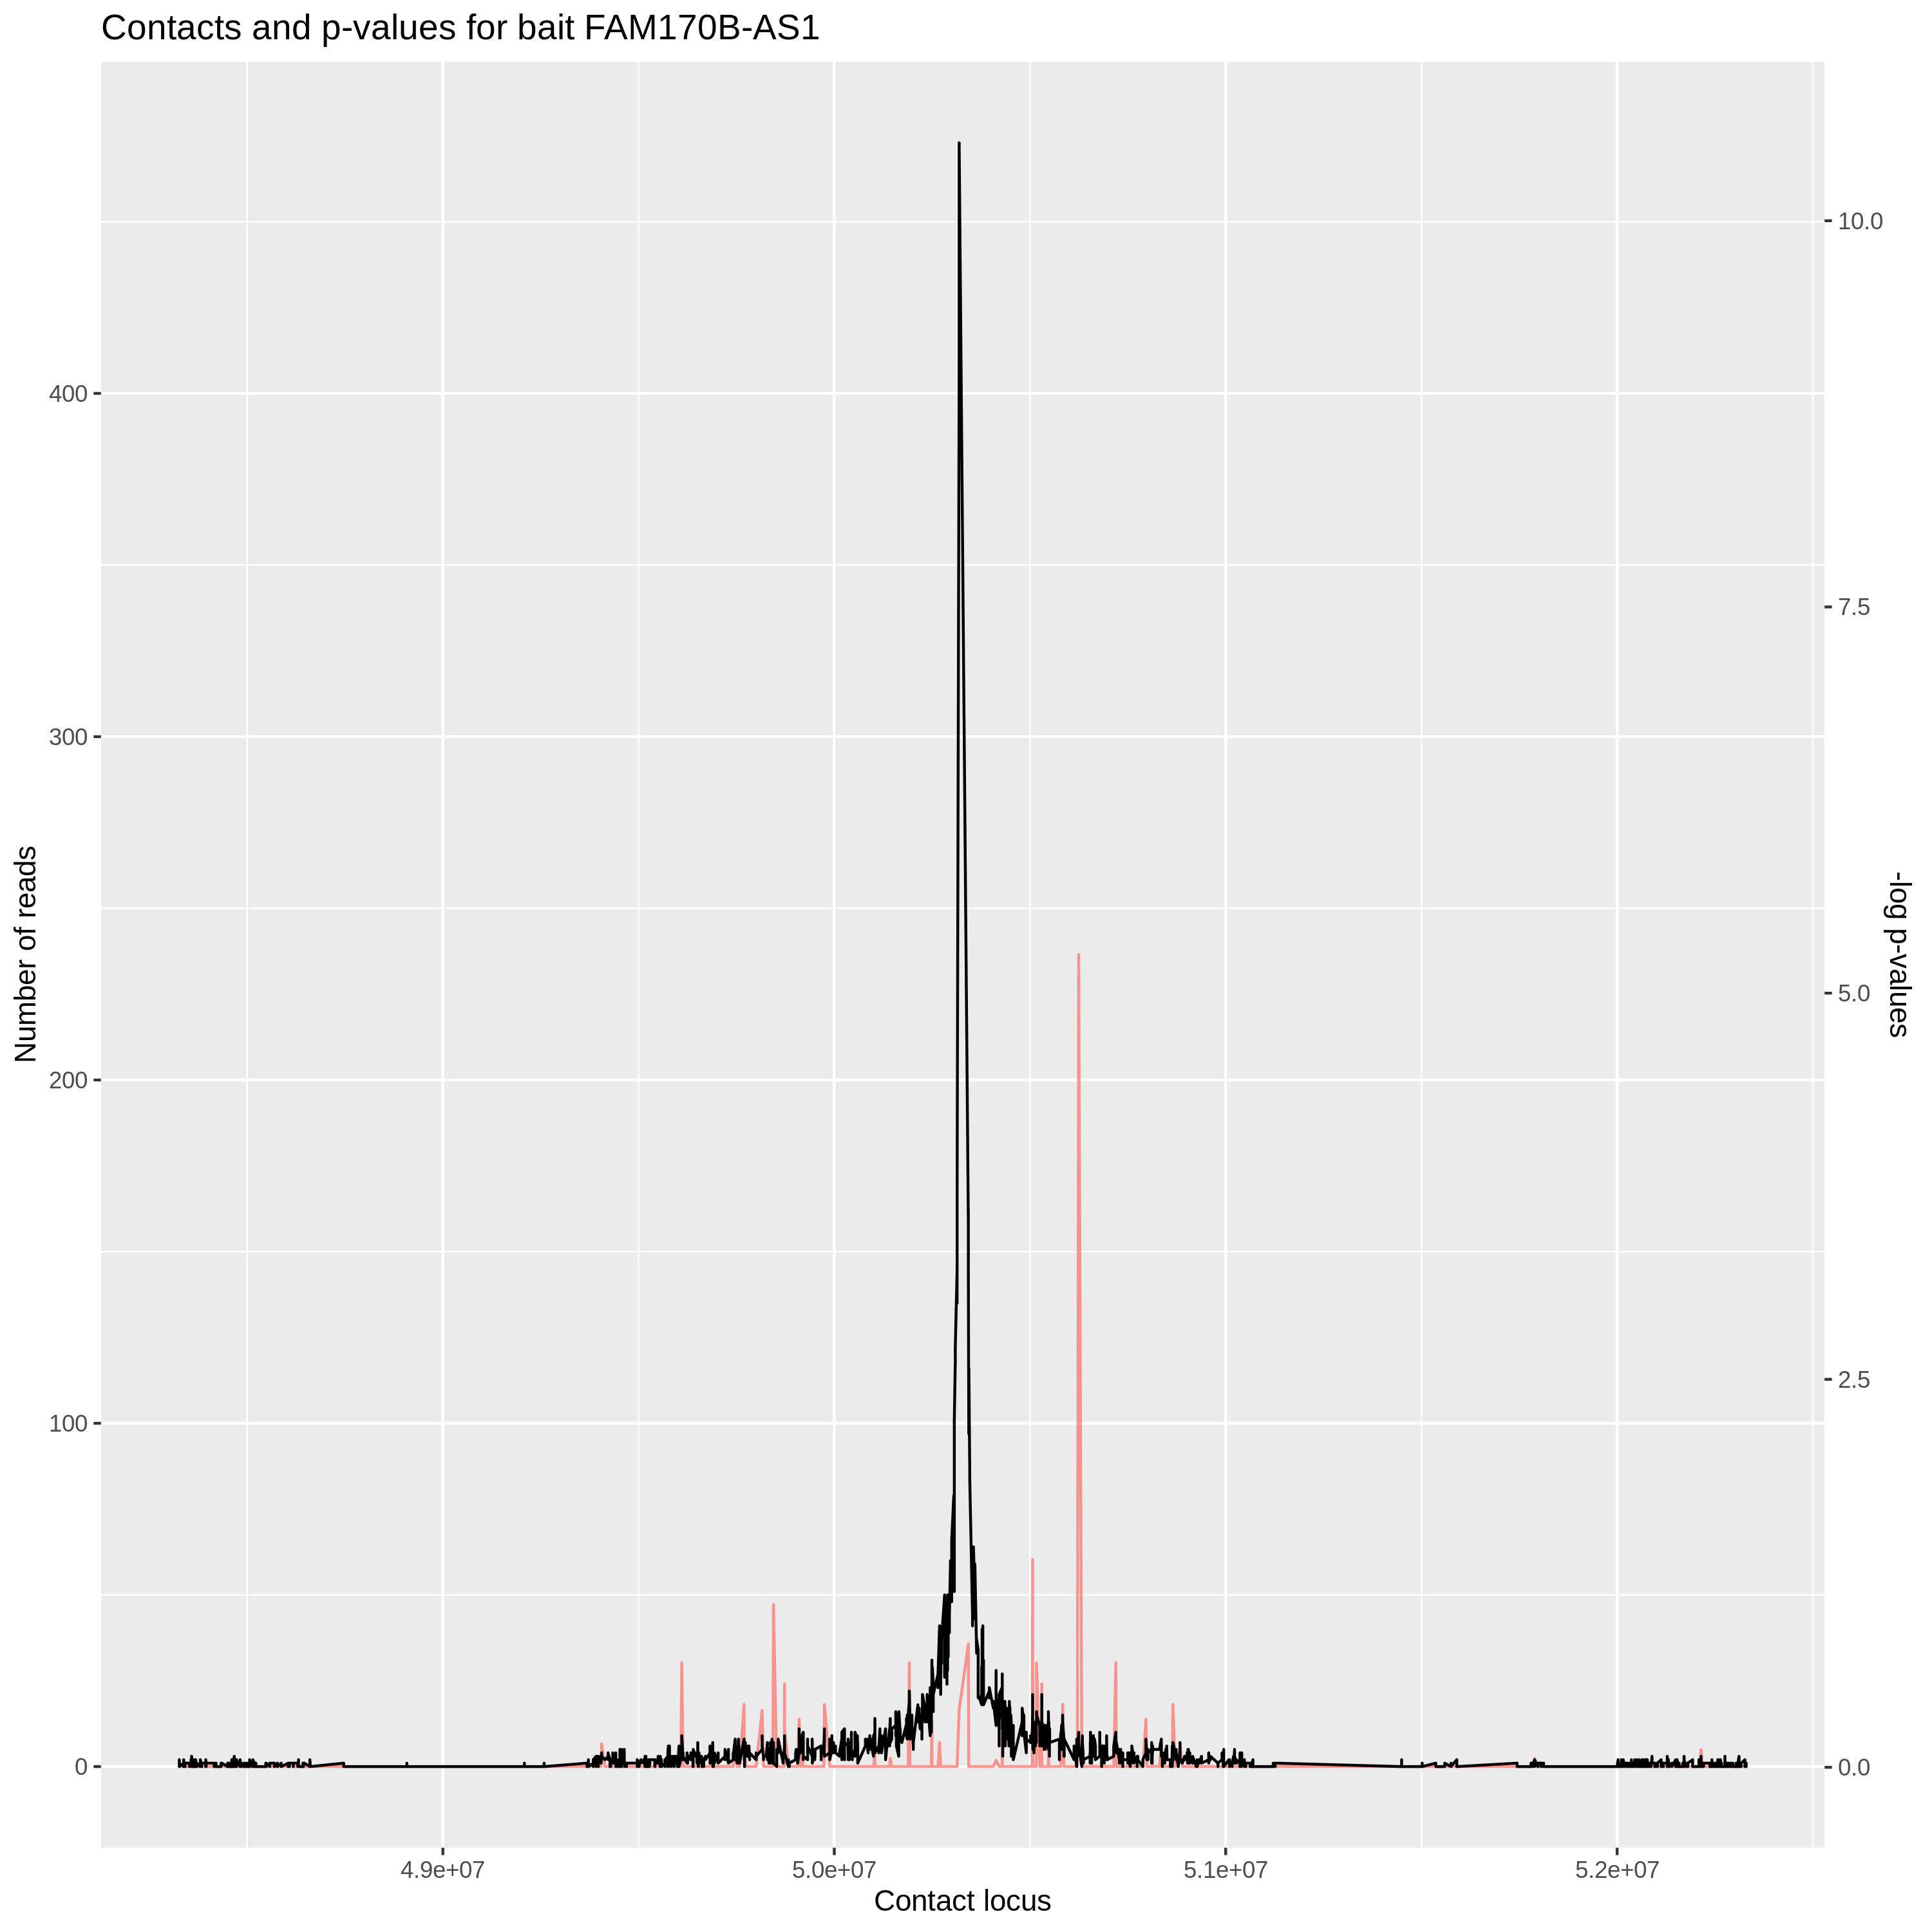 Contacts and p-values for bait FAM170B-AS1
10.0
400
7.5
300
Number of reads
-log p-values
5.0
200
2.5
100
0
0.0
4.9e+07 5.0e+07 5.1e+07 5.2e+07
Contact locus